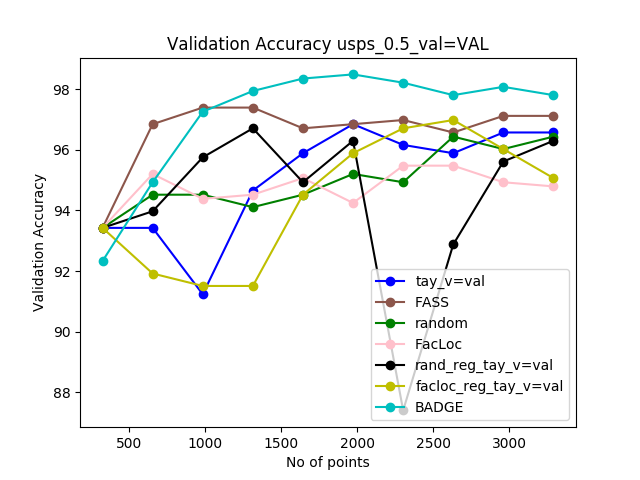 Validation Accuracy usps_0.5_val=VAL
Validation Accuracy
98
96
94
92
90
88
500
1000
1500
2000
2500
3000
No of points
tay_v=val
FASS
random
FacLoc
rand_reg_tay_v=val
facloc_reg_tay_v=val
BADGE